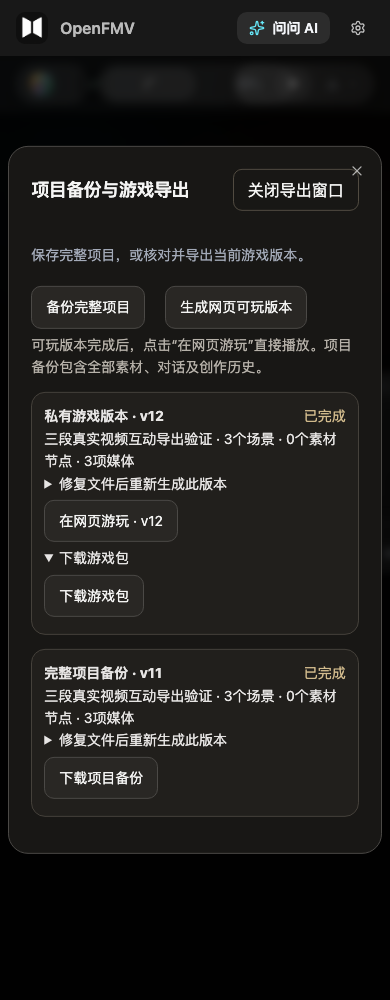 OpenFMV
问问 AI
项目备份与游戏导出
关闭导出窗口
保存完整项目，或核对并导出当前游戏版本。
备份完整项目
生成网页可玩版本
可玩版本完成后，点击“在网页游玩”直接播放。项目
备份包含全部素材、对话及创作历史。
私有游戏版本 · v12
已完成
三段真实视频互动导出验证 · 3个场景 · 0个素材
节点 · 3项媒体
修复文件后重新生成此版本
在网页游玩 · v12
下载游戏包
下载游戏包
完整项目备份 · v11
已完成
三段真实视频互动导出验证 · 3个场景 · 0个素材
节点 · 3项媒体
修复文件后重新生成此版本
下载项目备份